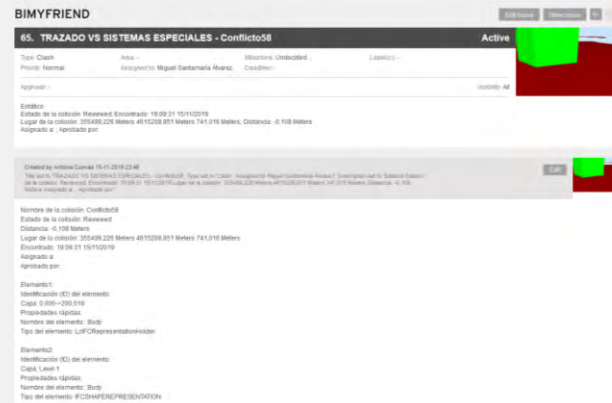 BIMYFRIEND
Edit issue
65. TRAZADO VS SISTEMAS ESPECIALES - Conflicto58
Active
Type: Clash
Area: -
Milestone: Undecided
Label(s): -
Priority: Normal
Assigned to: Miguel Santamaría Álvarez.
Deadline: -
Approval: -
Visibility: All
Estático
Estado de la colisión: Reviewed; Encontrado: 19:09:31 15/11/2019
Lugar de la colisión: 355498,226 Meters 4615208,851 Meters 741,016 Meters; Distancia: -0,108 Meters
Asignado a: , Aprobado por:
Created by Antonio Cuevas 15-11-2019 23:46
Edit
Nombre de la colisión: Conflicto58
Estado de la colisión: Reviewed
Distancia: -0,108 Meters
Lugar de la colisión: 355498,226 Meters 4615208,851 Meters 741,016 Meters
Encontrado: 19:09:31 15/11/2019
Asignado a:
Aprobado por:
Elemento1:
Identificación (ID) del elemento:
Capa: 0.000->200,519
Propiedades rápidas:
Nombre del elemento: Body
Tipo del elemento: LcIFCRepresentationHolder
Elemento2:
Identificación (ID) del elemento:
Capa: Level 1
Propiedades rápidas:
Nombre del elemento: Body
Tipo del elemento: IFCSHAPEREPRESENTATION